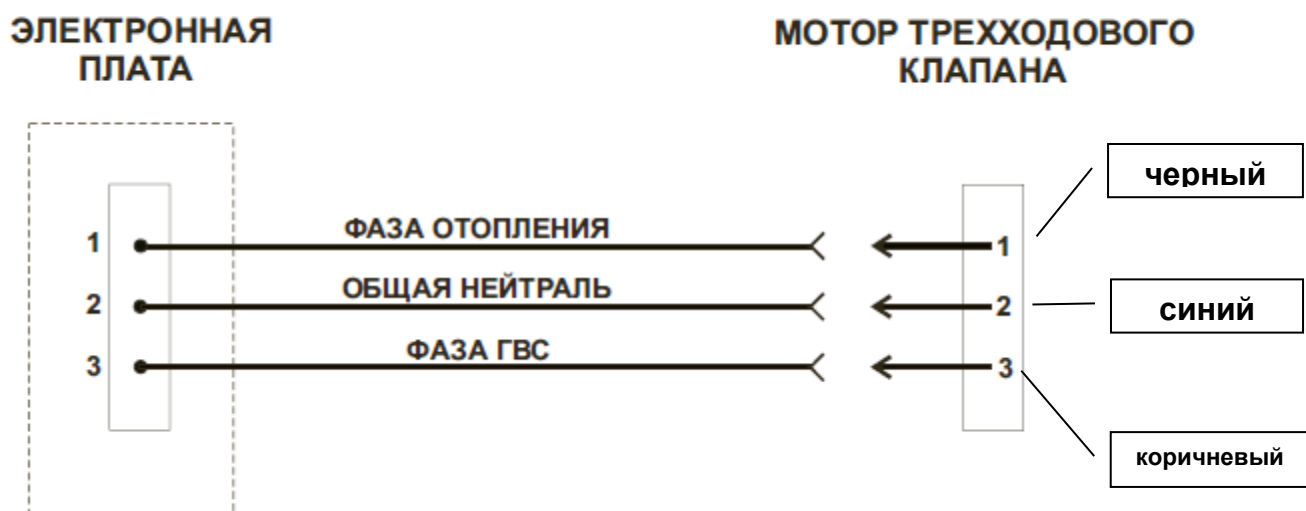 ЭЛЕКТРОННАЯ
ПЛАТА
МОТОР ТРЕХХОДОВОГО
КЛАПАНА
черный
1 ФАЗА ОТОПЛЕНИЯ 1
2 ОБЩАЯ НЕЙТРАЛЬ 2
синий
3 ФАЗА ГВС 3
коричневый